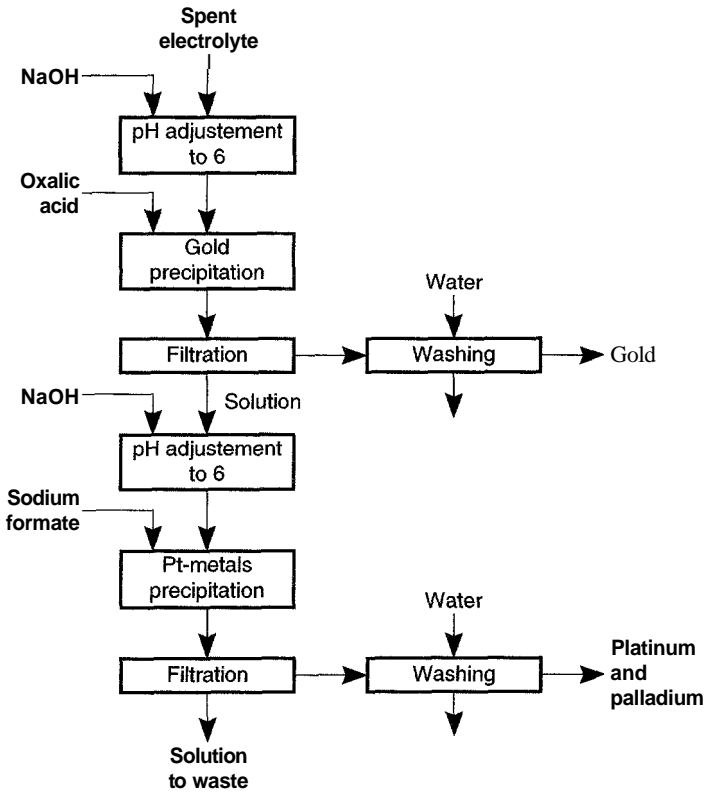 Spent
electrolyte
NaOH
pH adjustement
to 6
Oxalic
acid
Gold
precipitation
Water
Filtration
Washing
Gold
NaOH
Solution
pH adjustement
to 6
Sodium
formate
Pt-metals
precipitation
Water
Filtration
Washing
Platinum
and
palladium
Solution
to waste